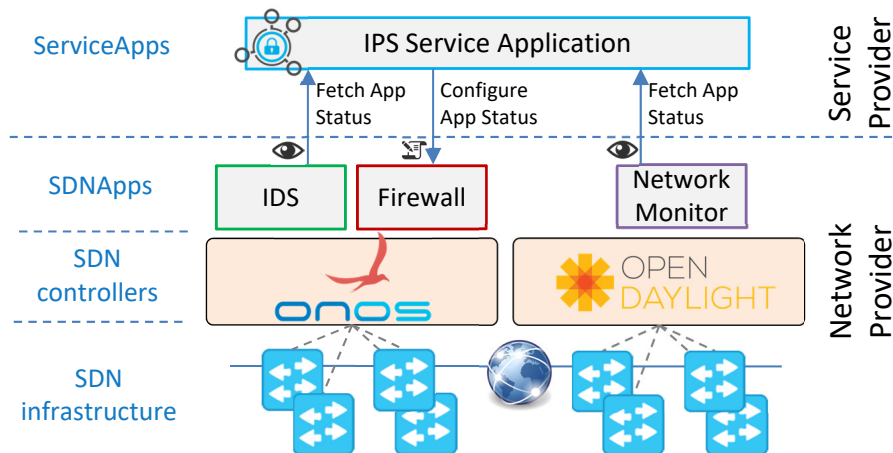 ServiceApps
IPS Service Application
Fetch App
Status
Configure
App Status
Fetch App
Status
Service
Provider
SDNApps
IDS
Firewall
Network
Monitor
SDN
controllers
onos
OPEN
DAYLIGHT
Network
Provider
SDN
infrastructure